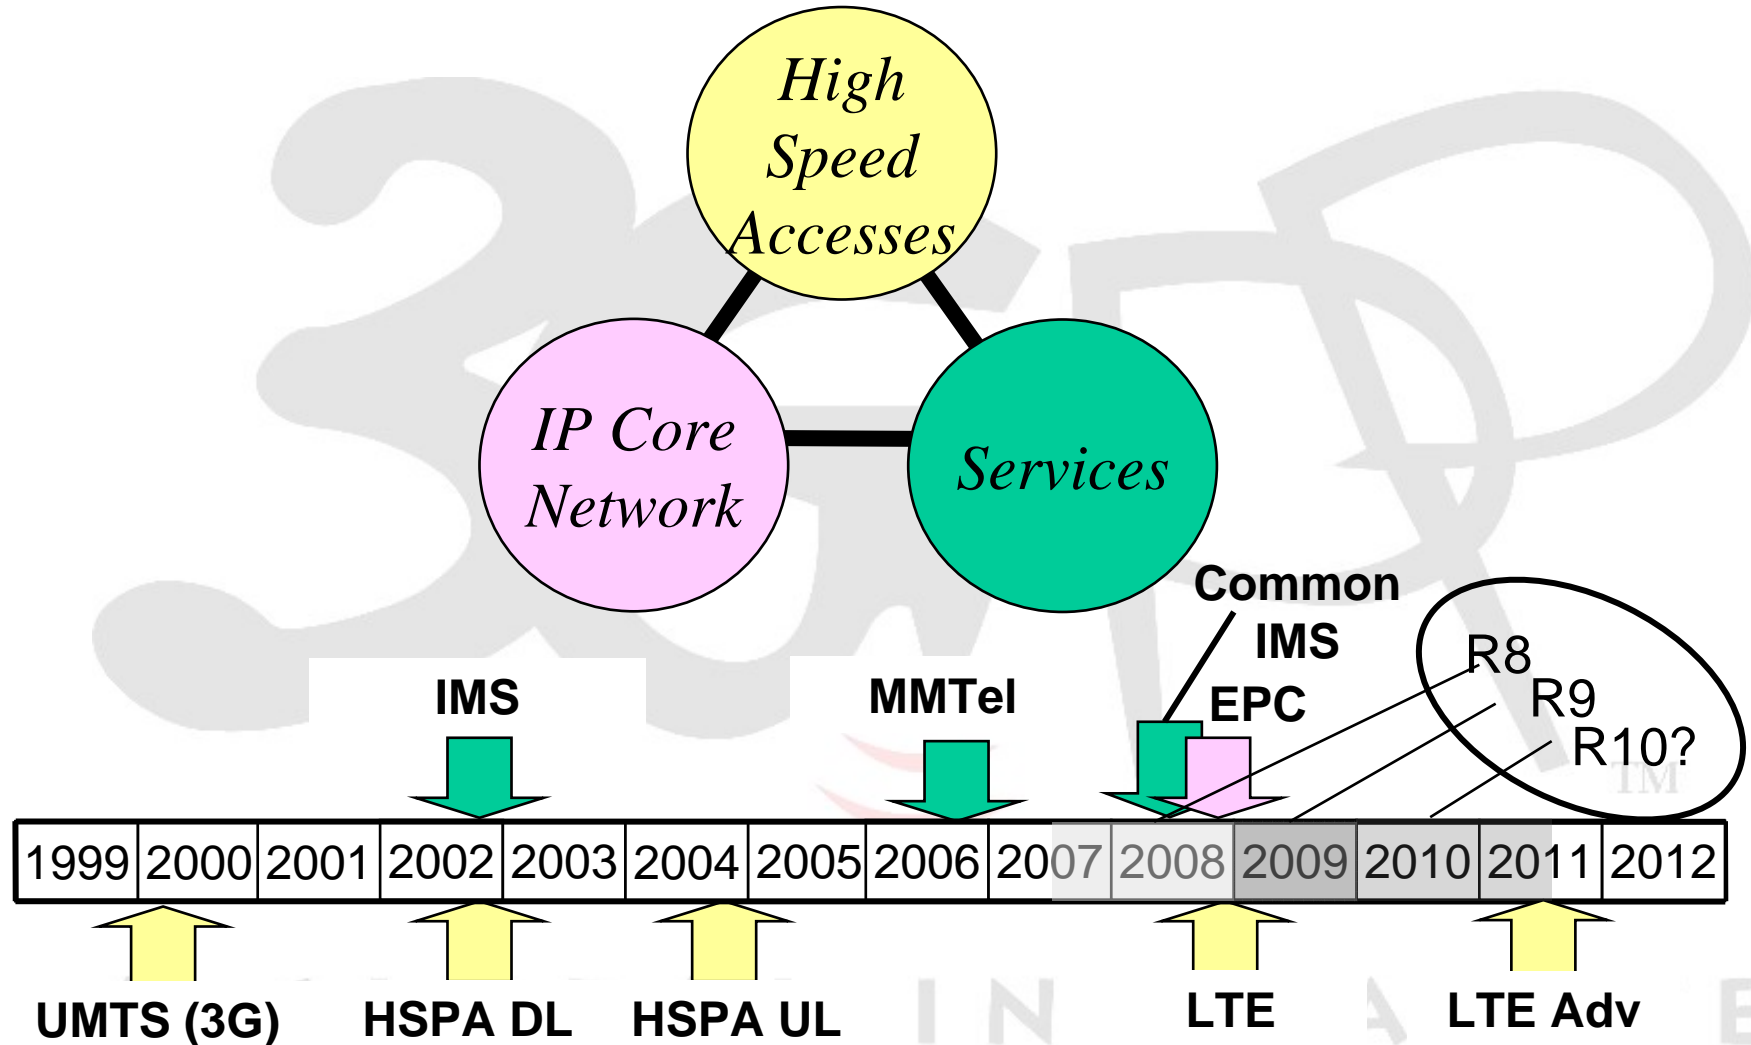 High
Speed
Accesses
IP Core
Network
Services
Common
IMS
EPC
R8
R9
R10?
IMS
MMTel
TM
1999 2000 2001 2002 2003 2004 2005 2006 2007 2008 2009 2010 2011 2012
UMTS (3G) HSPA DL HSPA UL LTE LTE Adv